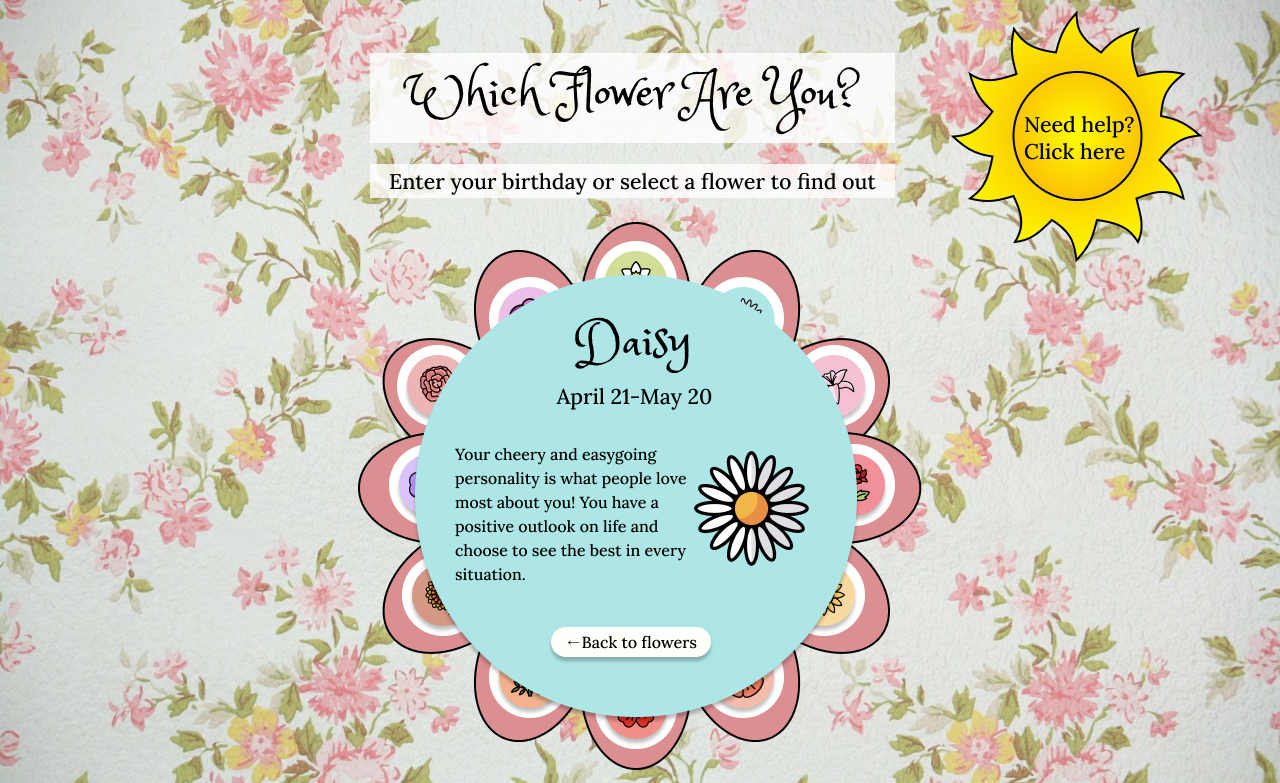 Which Flower Are You?
Enter your birthday or select a flower to find out
Need help?
Click here
Daisy
April 21-May 20
Your cheery and easygoing
personality is what people love
most about you! You have a
positive outlook on life and
choose to see the best in every
situation.
←Back to flowers